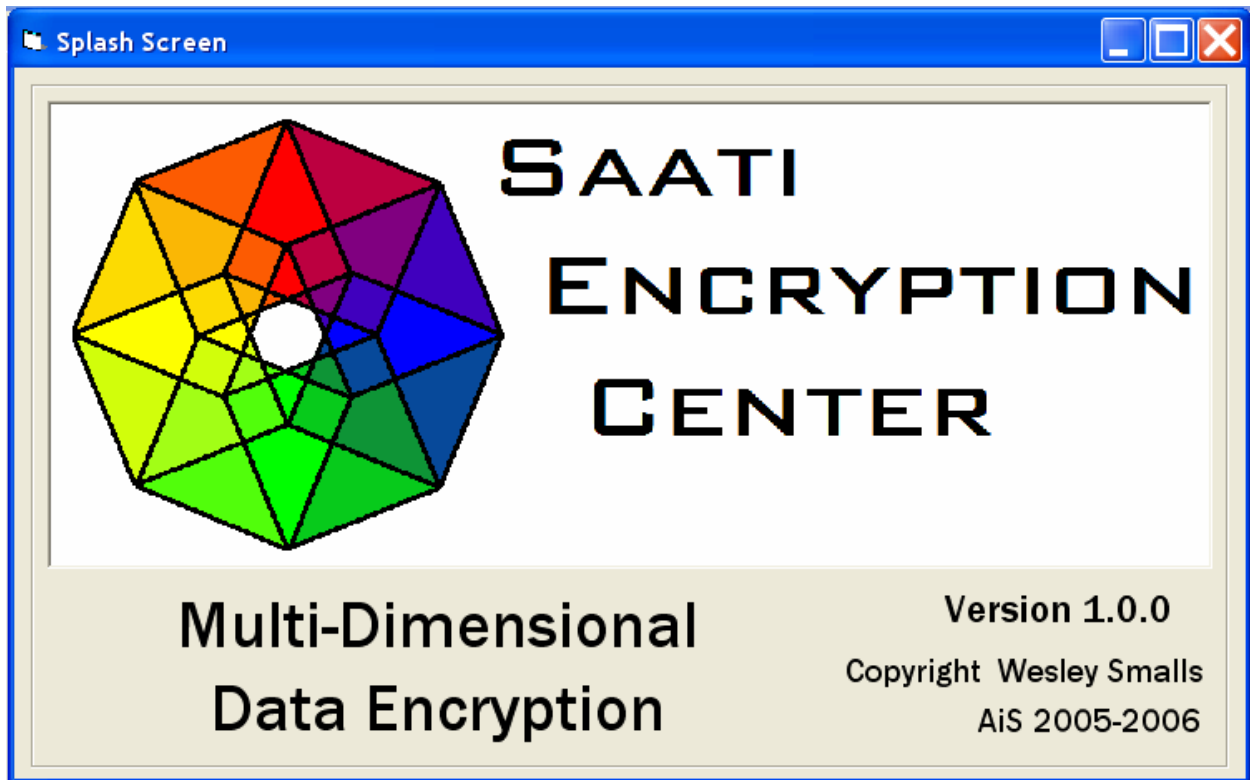 Splash Screen
SAATI
ENCRYPTION
CENTER
Multi-Dimensional
Data Encryption
Version 1.0.0
Copyright Wesley Smalls
AiS 2005-2006